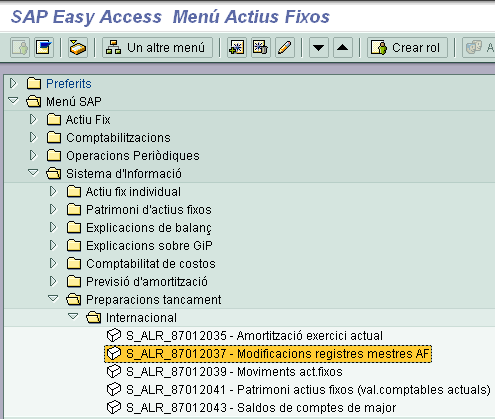 SAP Easy Access Menú Actius Fixos
Un altre menú Crear rol A
Preferits
Menú SAP
Actiu Fix
Comptabilitzacions
Operacions Periòdiques
Sistema d'Informació
Actiu fix individual
Patrimoni d'actius fixos
Explicacions de balanç
Explicacions sobre GiP
Comptabilitat de costos
Previsió d'amortització
Preparacions tancament
Internacional
S_ALR_87012035 - Amortització exercici actual
S_ALR_87012037 - Modificacions registres mestres AF
S_ALR_87012039 - Moviments act.fixos
S_ALR_87012041 - Patrimoni actius fixos (val.comptables actuals)
S_ALR_87012043 - Saldos de comptes de major